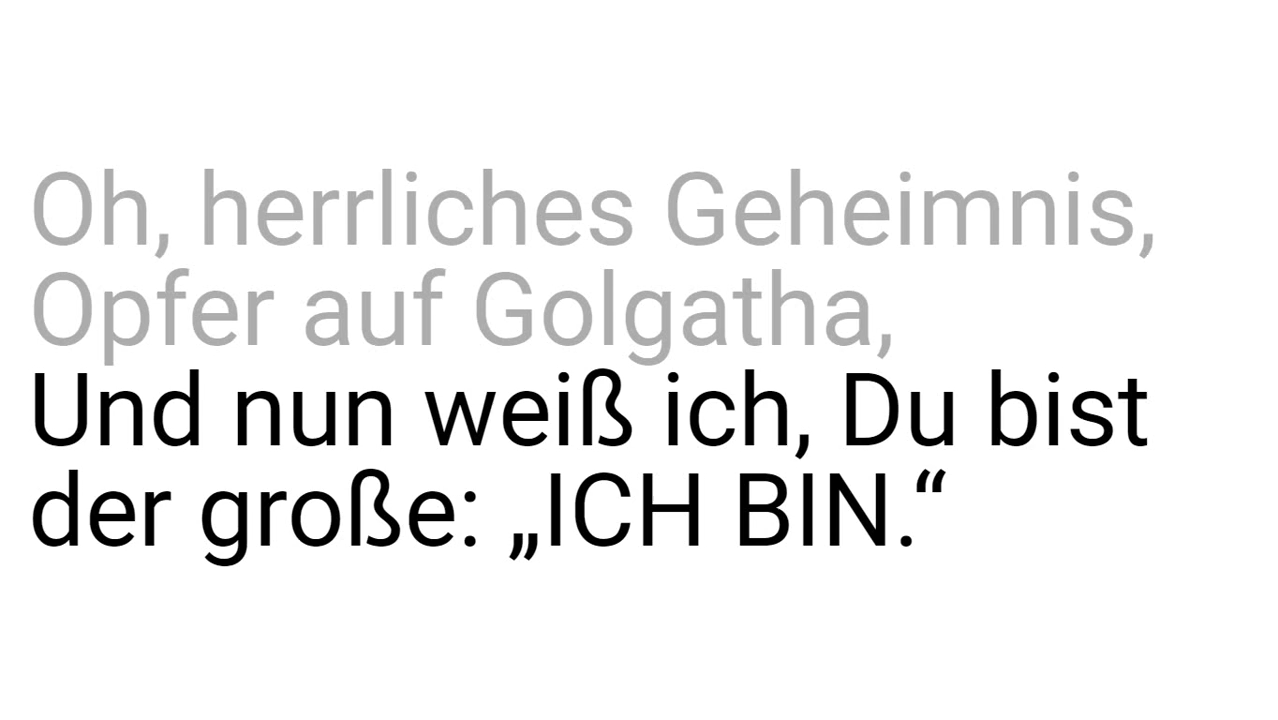 Oh, herrliches Geheimnis,
Opfer auf Golgatha,
Und nun weiß ich, Du bist
der große: „ICH BIN.“